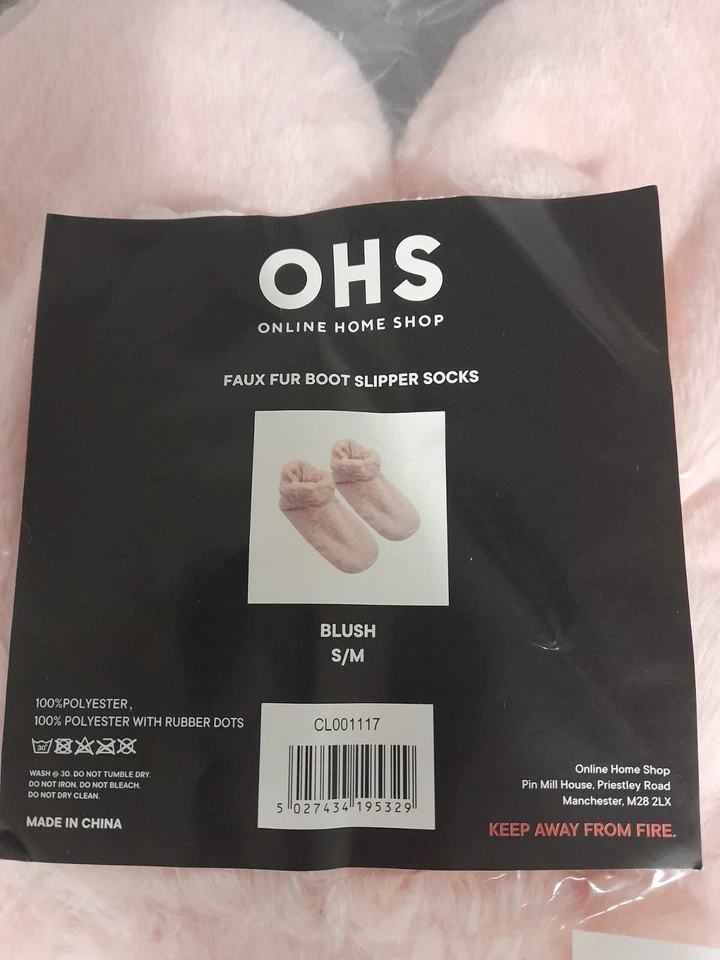 OHS
ONLINE HOME SHOP
FAUX FUR BOOT SLIPPER SOCKS
BLUSH
S/M
100%POLYESTER,
100% POLYESTER WITH RUBBER DOTS
30°
WASH @ 30. DO NOT TUMBLE DRY.
DO NOT IRON. DO NOT BLEACH.
DO NOT DRY CLEAN.
MADE IN CHINA
CL001117
5 027434 195329
Online Home Shop
Pin Mill House, Priestley Road
Manchester, M28 2LX
KEEP AWAY FROM FIRE.